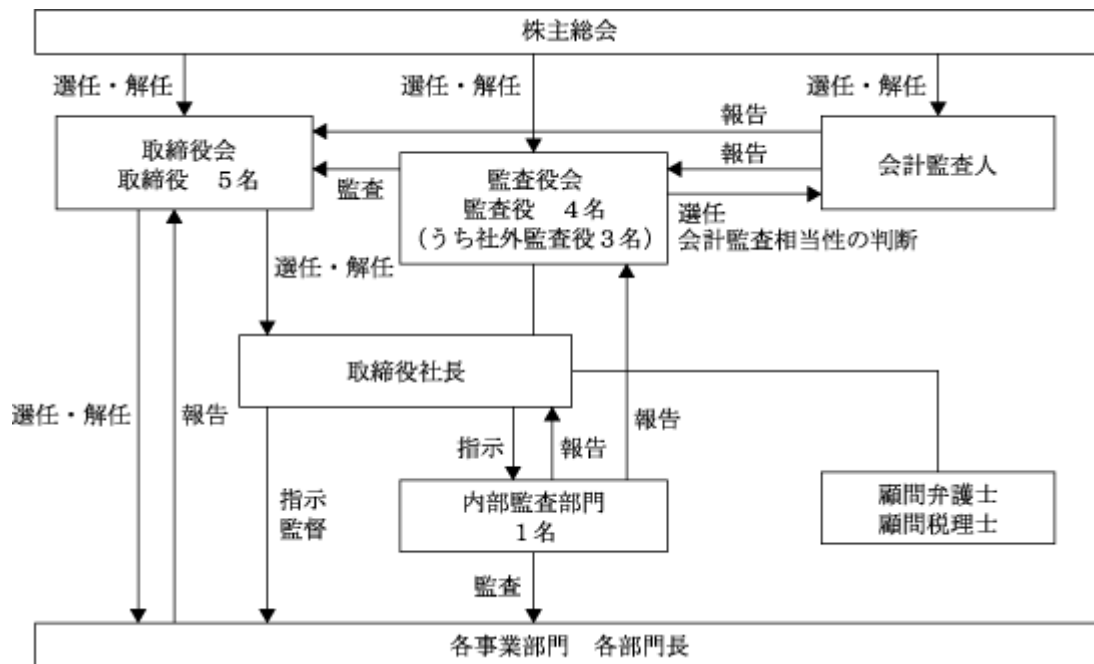 株主総会
選任・解任
選任・解任
選任・解任
報告
取締役会
取締役　5名
会計監査人
報告
監査
監査役会
監査役　4名
（うち社外監査役3名）
選任
会計監査相当性の判断
選任・解任
取締役社長
選任・解任
報告
指示
報告
報告
指示
監督
内部監査部門
1名
顧問弁護士
顧問税理士
監査
各事業部門　各部門長